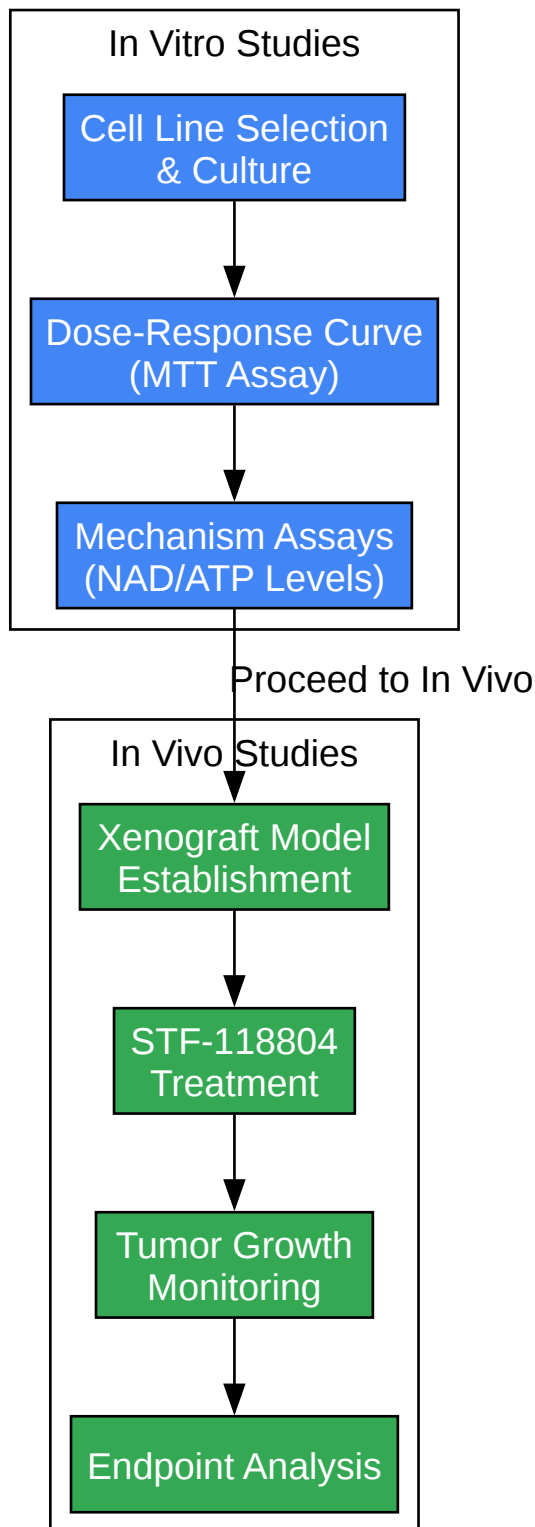 In Vitro Studies
Cell Line Selection
& Culture
Dose-Response Curve
(MTT Assay)
Mechanism Assays
(NAD/ATP Levels)
Proceed to In Vivo
In Vivo Studies
Xenograft Model
Establishment
STF-118804
Treatment
Tumor Growth
Monitoring
Endpoint Analysis